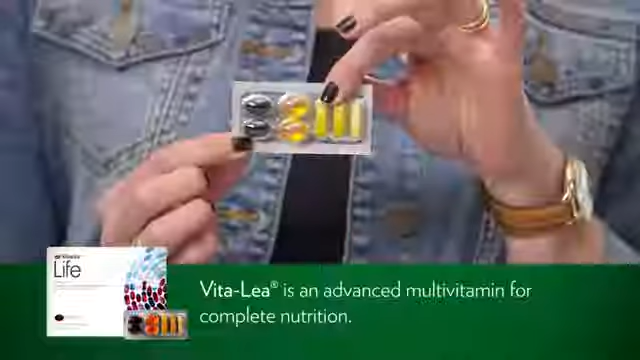 Life
Vita-Lea® is an advanced multivitamin for
complete nutrition.